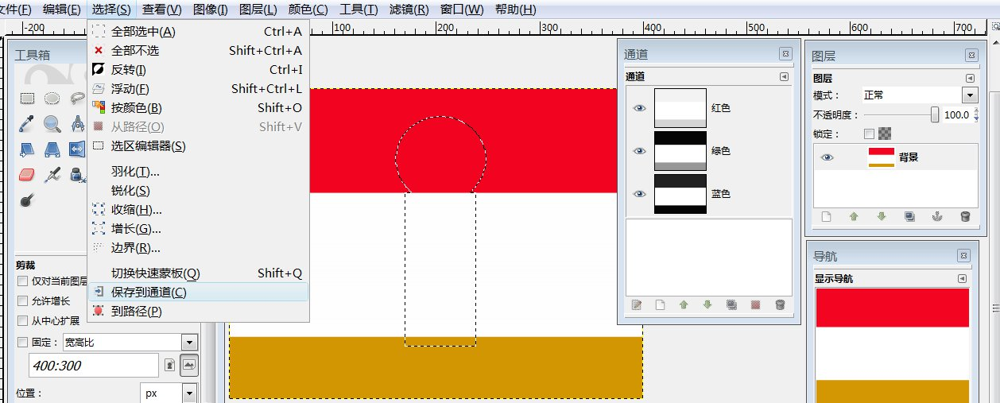 文件(F) 编辑(E) 选择(S) 查看(V) 图像(I) 图层(L) 颜色(C) 工具(T) 滤镜(R) 窗口(W) 帮助(H)
-200 100 200 300 400 500 600 700
工具箱
全部选中(A) Ctrl+A
全部不选 Shift+Ctrl+A
反转(I) Ctrl+I
浮动(F) Shift+Ctrl+L
按颜色(B) Shift+O
从路径(O) Shift+V
选区编辑器(S)
羽化(T)...
锐化(S)
收缩(H)...
增长(G)...
边界(R)...
切换快速蒙板(Q) Shift+Q
保存到通道(C)
到路径(P)
剪裁
仅对当前图层
允许增长
从中心扩展
固定： 宽高比
400:300
位置： px
通道
通道
红色
绿色
蓝色
图层
图层
模式： 正常
不透明度： 100.0
锁定：
背景
导航
显示导航